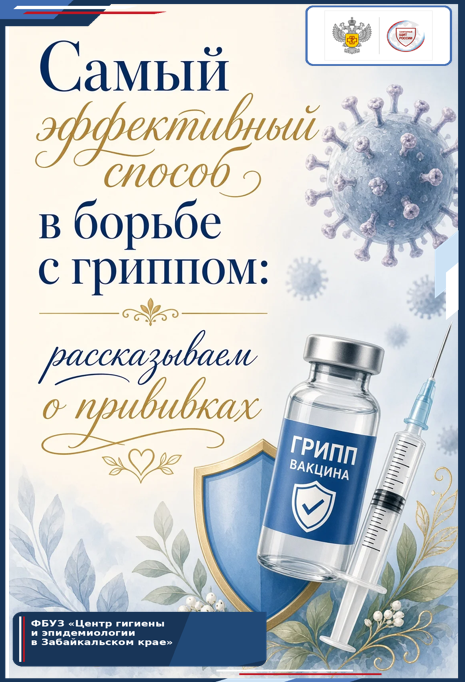 Самый
эффективный
способ
в борьбе
с гриппом:
рассказываем
о прививках
ГРИПП
ВАКЦИНА
ФБУЗ «Центр гигиены
и эпидемиологии
в Забайкальском крае»